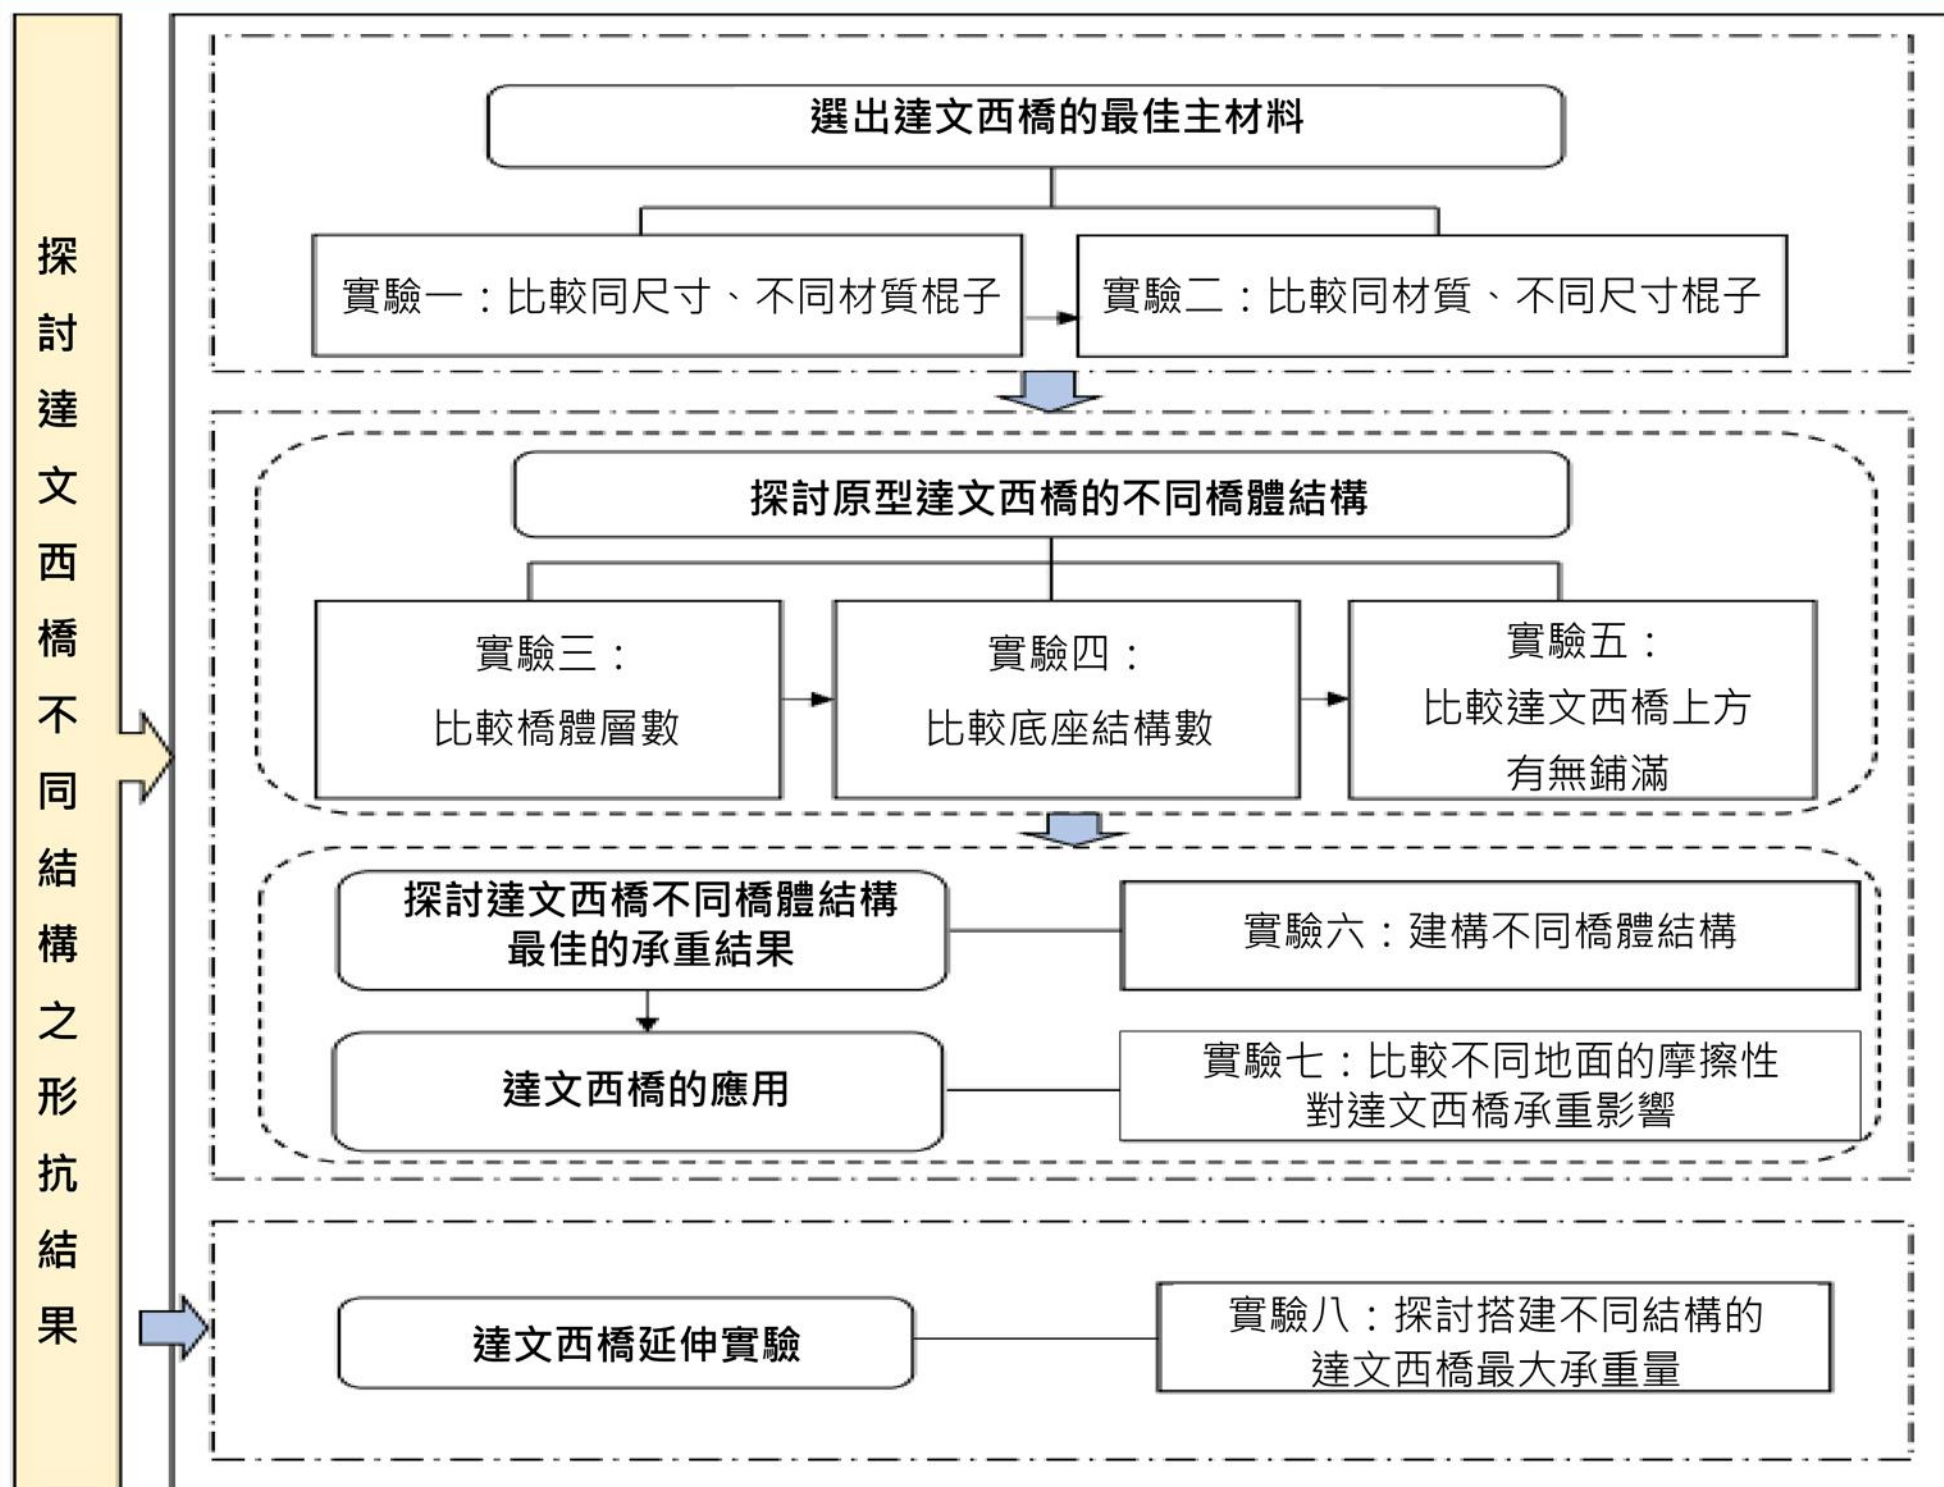 探討達文西橋不同結構之形抗結果
選出達文西橋的最佳主材料
實驗一：比較同尺寸、不同材質棍子
實驗二：比較同材質、不同尺寸棍子
探討原型達文西橋的不同橋體結構
實驗三：
比較橋體層數
實驗四：
比較底座結構數
實驗五：
比較達文西橋上方
有無鋪滿
探討達文西橋不同橋體結構
最佳的承重結果
實驗六：建構不同橋體結構
達文西橋的應用
實驗七：比較不同地面的摩擦性
對達文西橋承重影響
達文西橋延伸實驗
實驗八：探討搭建不同結構的
達文西橋最大承重量